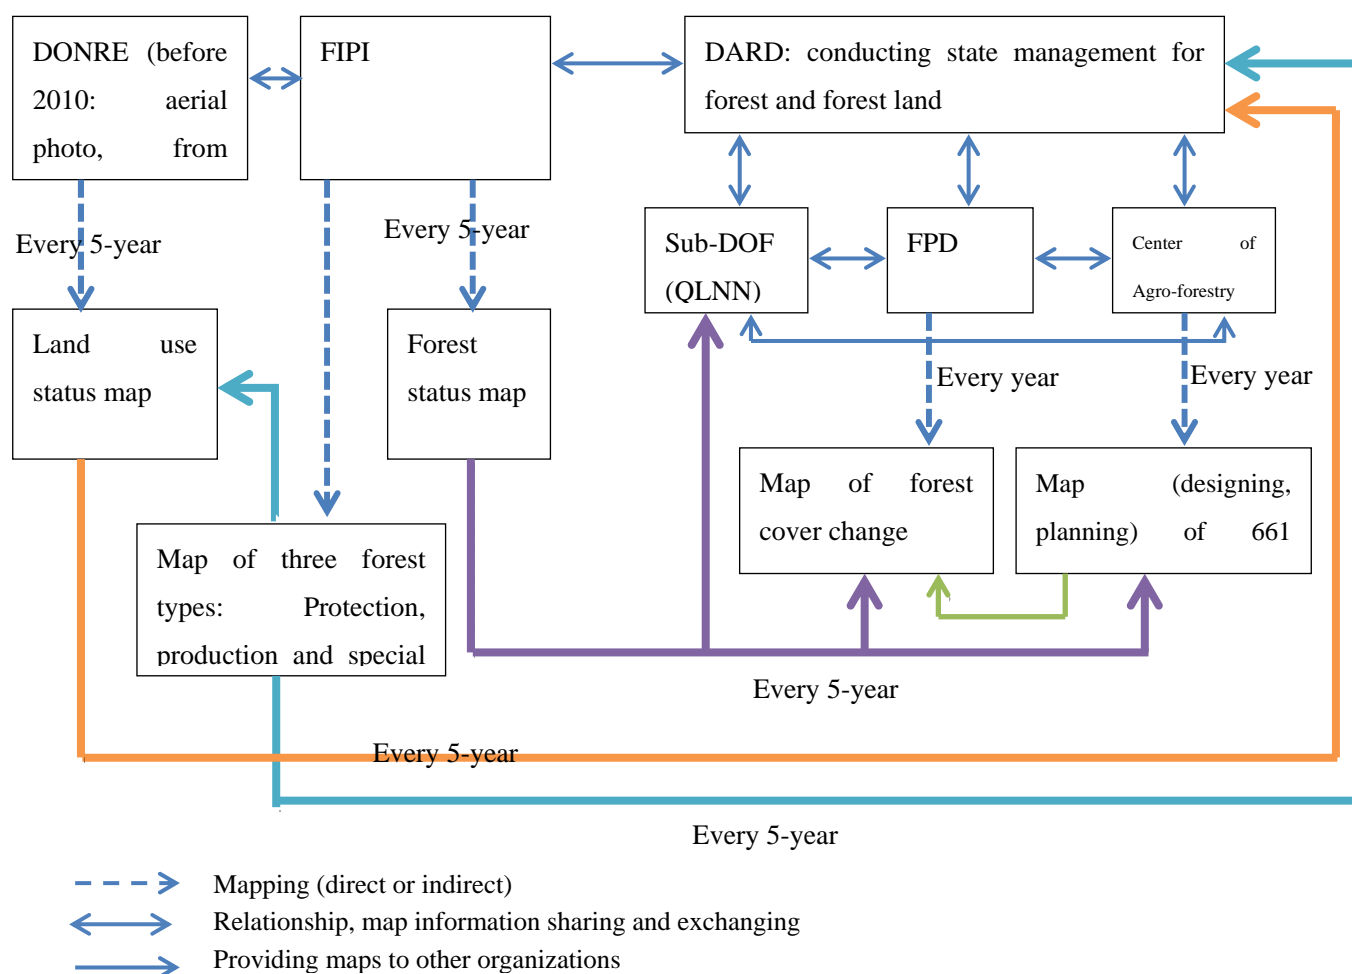 DONRE (before
2010: aerial
photo, from
FIPI
DARD: conducting state management for
forest and forest land
Every 5-year
Every 5-year
Sub-DOF
(QLNN)
FPD
Center of
Agro-forestry
Land use
status map
Forest
status map
Every year
Every year
Map of forest
cover change
Map (designing,
planning) of 661
Map of three forest
types: Protection,
production and special
Every 5-year
Every 5-year
Every 5-year
Mapping (direct or indirect)
Relationship, map information sharing and exchanging
Providing maps to other organizations